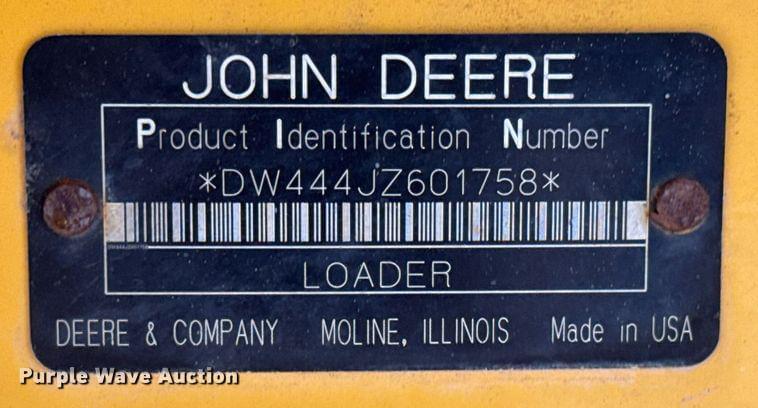 JOHN DEERE
Product Identification Number
*DW444JZ601758*
LOADER
DEERE & COMPANY MOLINE, ILLINOIS Made in USA
Purple Wave Auction